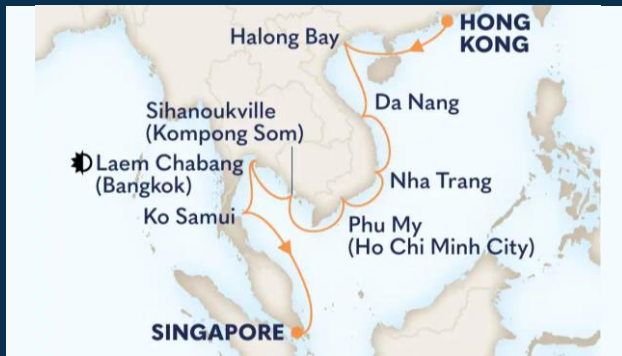 HONG
KONG
Halong Bay
Da Nang
Sihanoukville
(Kompong Som)
Laem Chabang
(Bangkok)
Nha Trang
Ko Samui
Phu My
(Ho Chi Minh City)
SINGAPORE